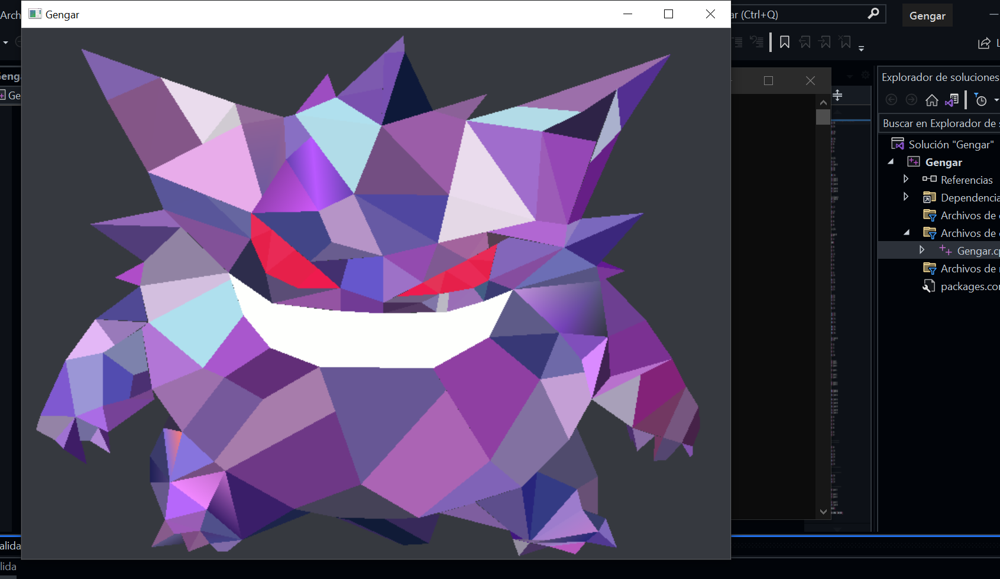 Gengar
Arch
ar (Ctrl+Q)
Gengar
Explorador de soluciones
Ge
Buscar en Explorador de
Solución "Gengar"
Gengar
Referencias
Dependencia
Archivos de
Archivos de
Gengar.c
Archivos de
packages.co
alida
lida